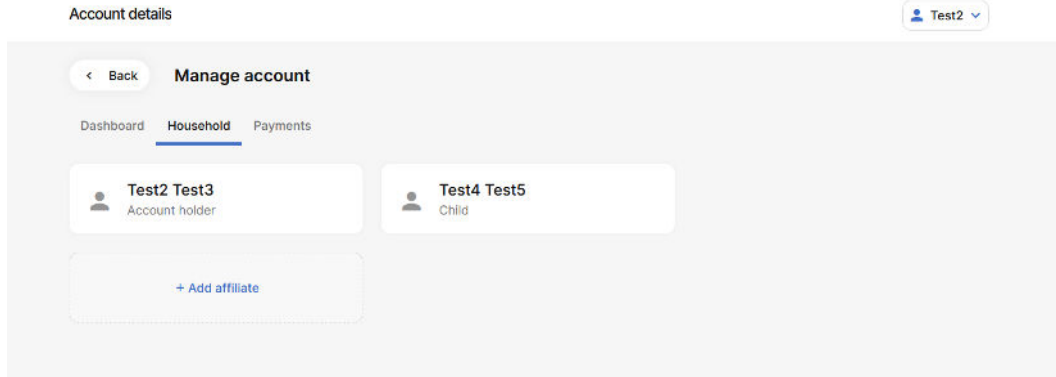 Account details
Test2
Back
Manage account
Dashboard
Household
Payments
Test2 Test3
Account holder
Test4 Test5
Child
+ Add affiliate